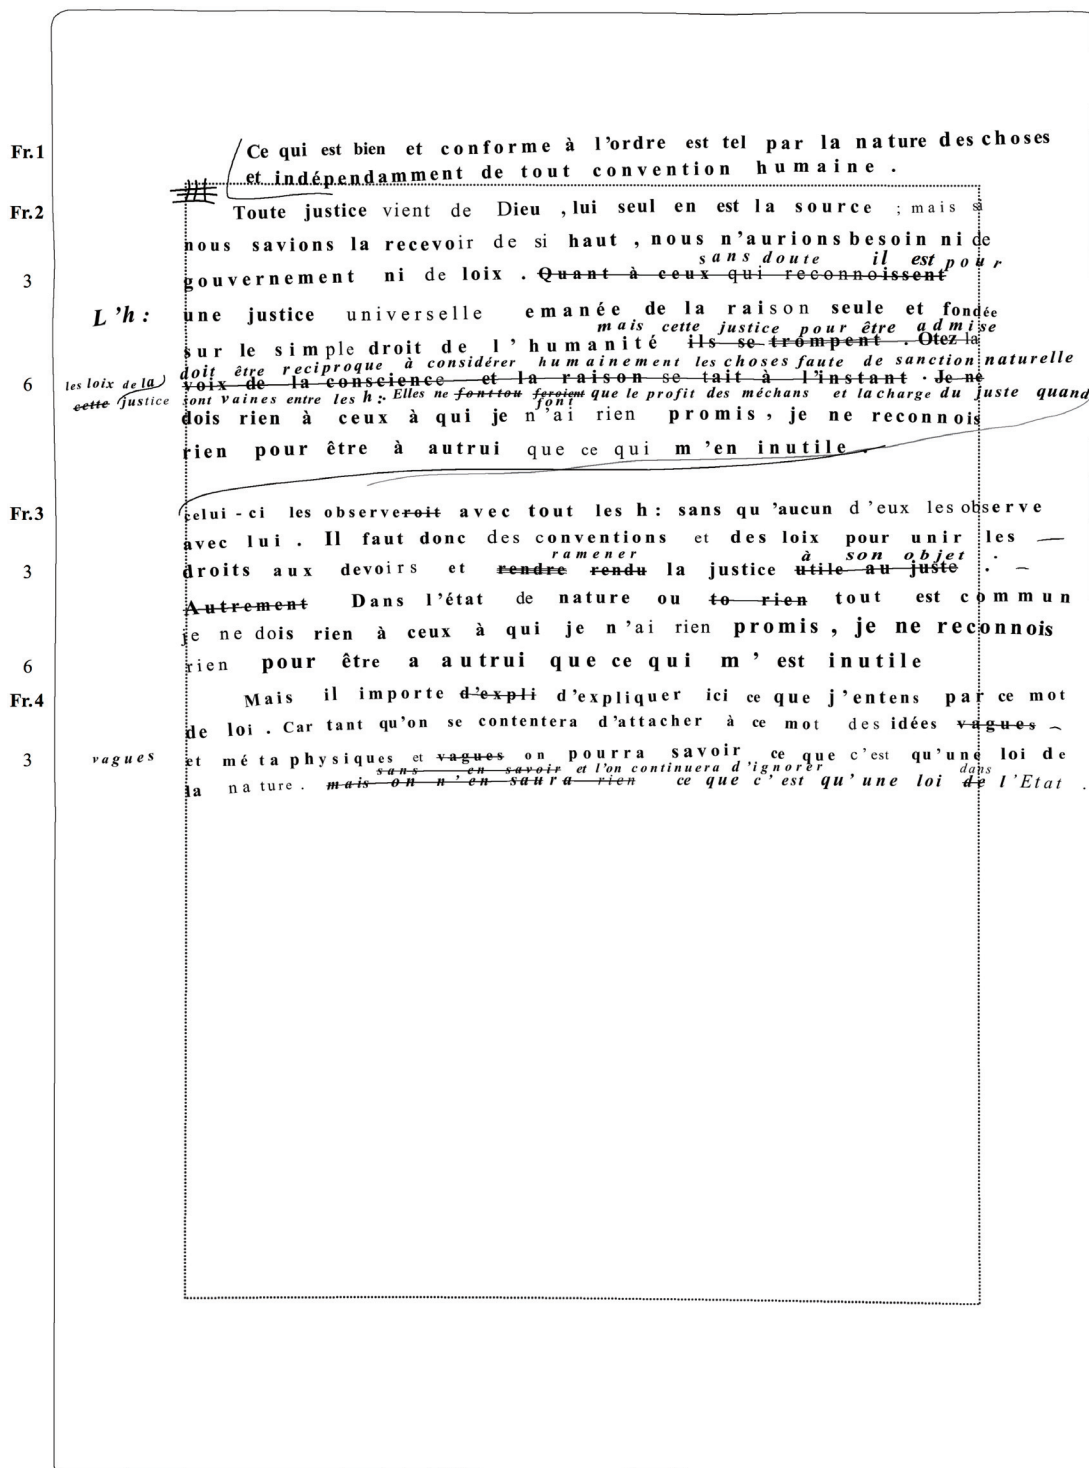 Fr.1 Ce qui est bien et conforme à l'ordre est tel par la nature des choses
et indépendamment de tout convention humaine .
Fr.2 Toute justice vient de Dieu , lui seul en est la source ; mais si
nous savions la recevoir de si haut , nous n'aurions besoin ni de
sans doute il est pour
3 gouvernement ni de loix . Quant à ceux qui reconnoissent
L'h: une justice universelle emanée de la raison seule et fondée
mais cette justice pour être admise
sur le simple droit de l'humanité ils se trompent . Otez la
doit être reciproque à considérer humainement les choses faute de sanction naturelle
6 les loix de la voix de la conscience et la raison se tait à l'instant . Je ne
cette justice sont vaines entre les h: Elles ne font tou feroient que le profit des méchans et la charge du juste quand
font
dois rien à ceux à qui je n'ai rien promis , je ne reconnois
rien pour être à autrui que ce qui m'en inutile .
Fr.3 celui-ci les observeroit avec tout les h: sans qu'aucun d'eux les observe
avec lui . Il faut donc des conventions et des loix pour unir les
ramener à son objet .
3 droits aux devoirs et rendre rendu la justice utile au juste .
Autrement Dans l'état de nature ou to rien tout est commun
je ne dois rien à ceux à qui je n'ai rien promis , je ne reconnois
6 rien pour être a autrui que ce qui m'est inutile
Fr.4 Mais il importe d'expli d'expliquer ici ce que j'entens par ce mot
de loi . Car tant qu'on se contentera d'attacher à ce mot des idées vagues
3 vagues et métaphysiques et vagues on pourra savoir ce que c'est qu'une loi de
sans en savoir et l'on continuera d'ignorer dans
la nature . mais on n'en saura rien ce que c'est qu'une loi de l'Etat .